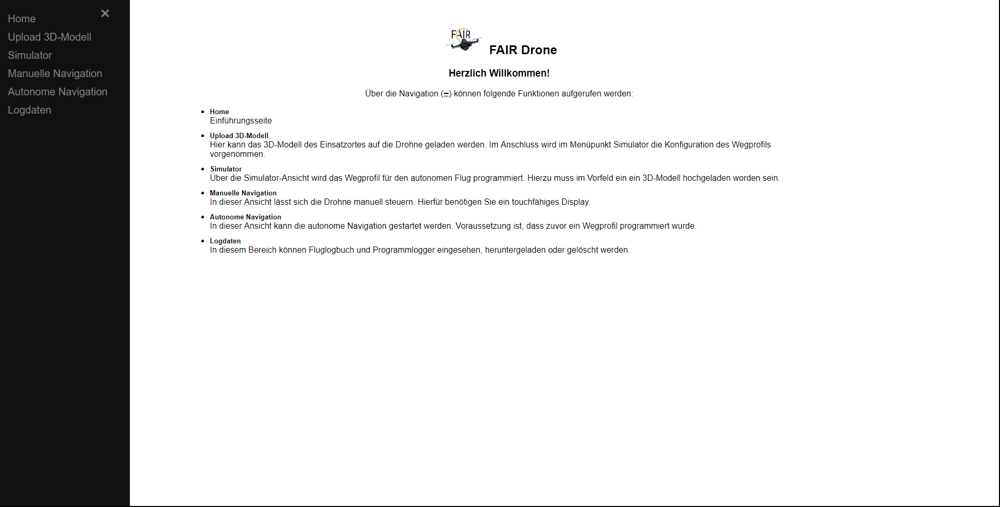 Home
×
Upload 3D-Modell
Simulator
Manuelle Navigation
Autonome Navigation
Logdaten
FAIR
FAIR Drone
Herzlich Willkommen!
Über die Navigation (=) können folgende Funktionen aufgerufen werden:
• Home
Einführungsseite
• Upload 3D-Modell
Hier kann das 3D-Modell des Einsatzortes auf die Drohne geladen werden. Im Anschluss wird im Menüpunkt Simulator die Konfiguration des Wegprofils
vorgenommen.
• Simulator
Über die Simulator-Ansicht wird das Wegprofil für den autonomen Flug programmiert. Hierzu muss im Vorfeld ein ein 3D-Modell hochgeladen worden sein.
• Manuelle Navigation
In dieser Ansicht lässt sich die Drohne manuell steuern. Hierfür benötigen Sie ein touchfähiges Display.
• Autonome Navigation
In dieser Ansicht kann die autonome Navigation gestartet werden. Voraussetzung ist, dass zuvor ein Wegprofil programmiert wurde.
• Logdaten
In diesem Bereich können Fluglogbuch und Programmlogger eingesehen, heruntergeladen oder gelöscht werden.